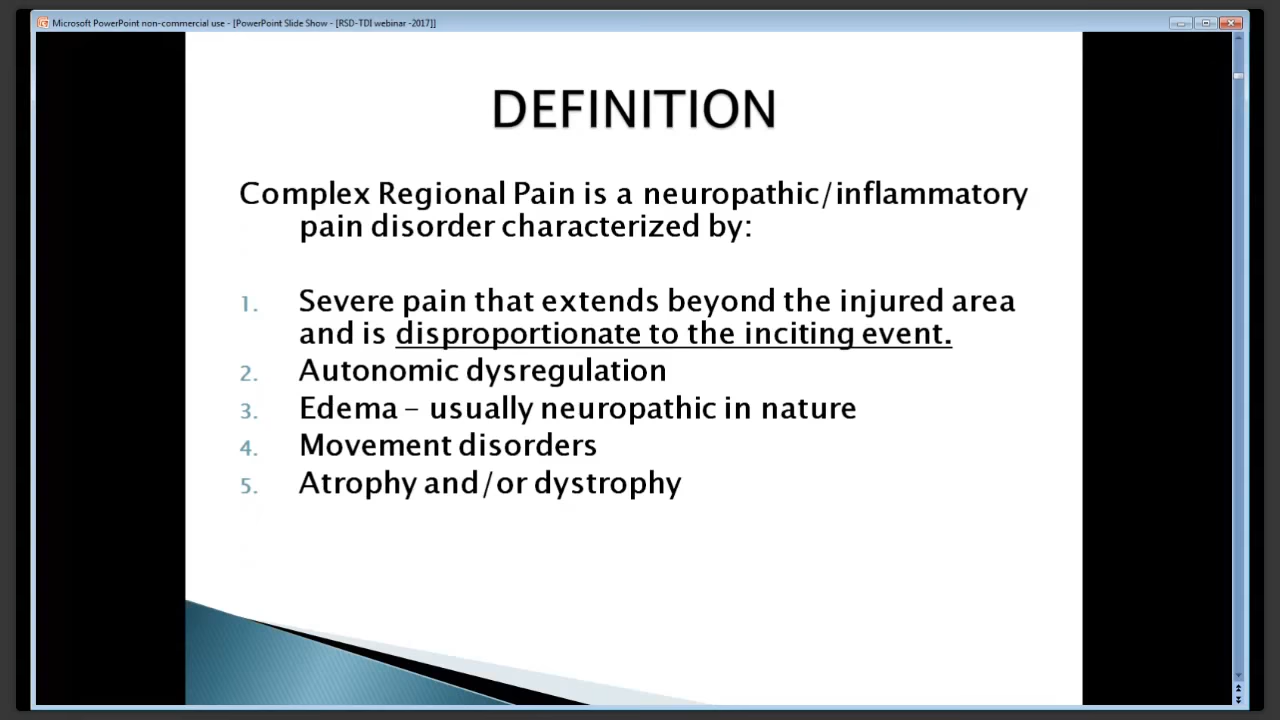 Microsoft PowerPoint non-commercial use - [PowerPoint Slide Show - [RSD-TDI webinar -2017]]
DEFINITION
Complex Regional Pain is a neuropathic/inflammatory
pain disorder characterized by:
1. Severe pain that extends beyond the injured area
and is disproportionate to the inciting event.
2. Autonomic dysregulation
3. Edema – usually neuropathic in nature
4. Movement disorders
5. Atrophy and/or dystrophy